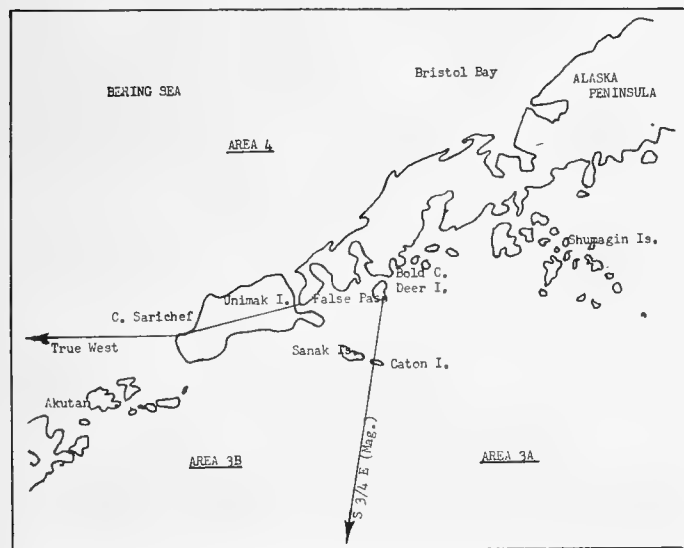 Bristol Bay
BERING SEA
ALASKA
PENINSULA
AREA 4
Shumagin Is.
Bold C.
Deer I.
Unimak I.
False Pass
C. Sarichef
True West
Sanak Is.
Caton I.
Akutan
AREA 3B
AREA 3A
S 3/4 E (Mag.)